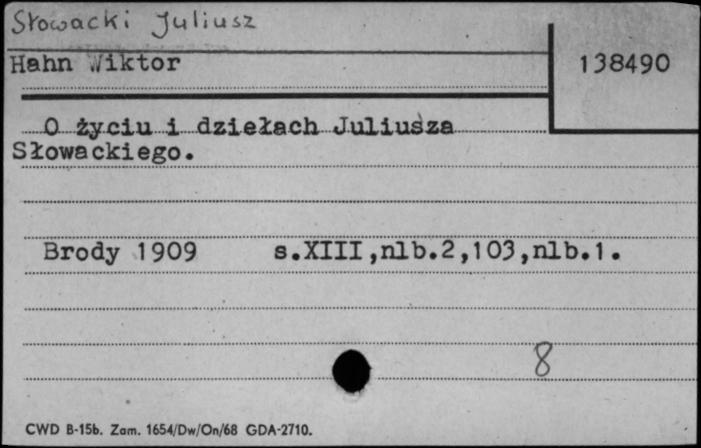 Słowacki Juliusz
Hahn Wiktor
138490
O życiu i dziełach Juliusza
Słowackiego.
Brody 1909 s.XIII,nlb.2,103,nlb.1.
8
CWD B-15b. Zam. 1654/Dw/On/68 GDA-2710.